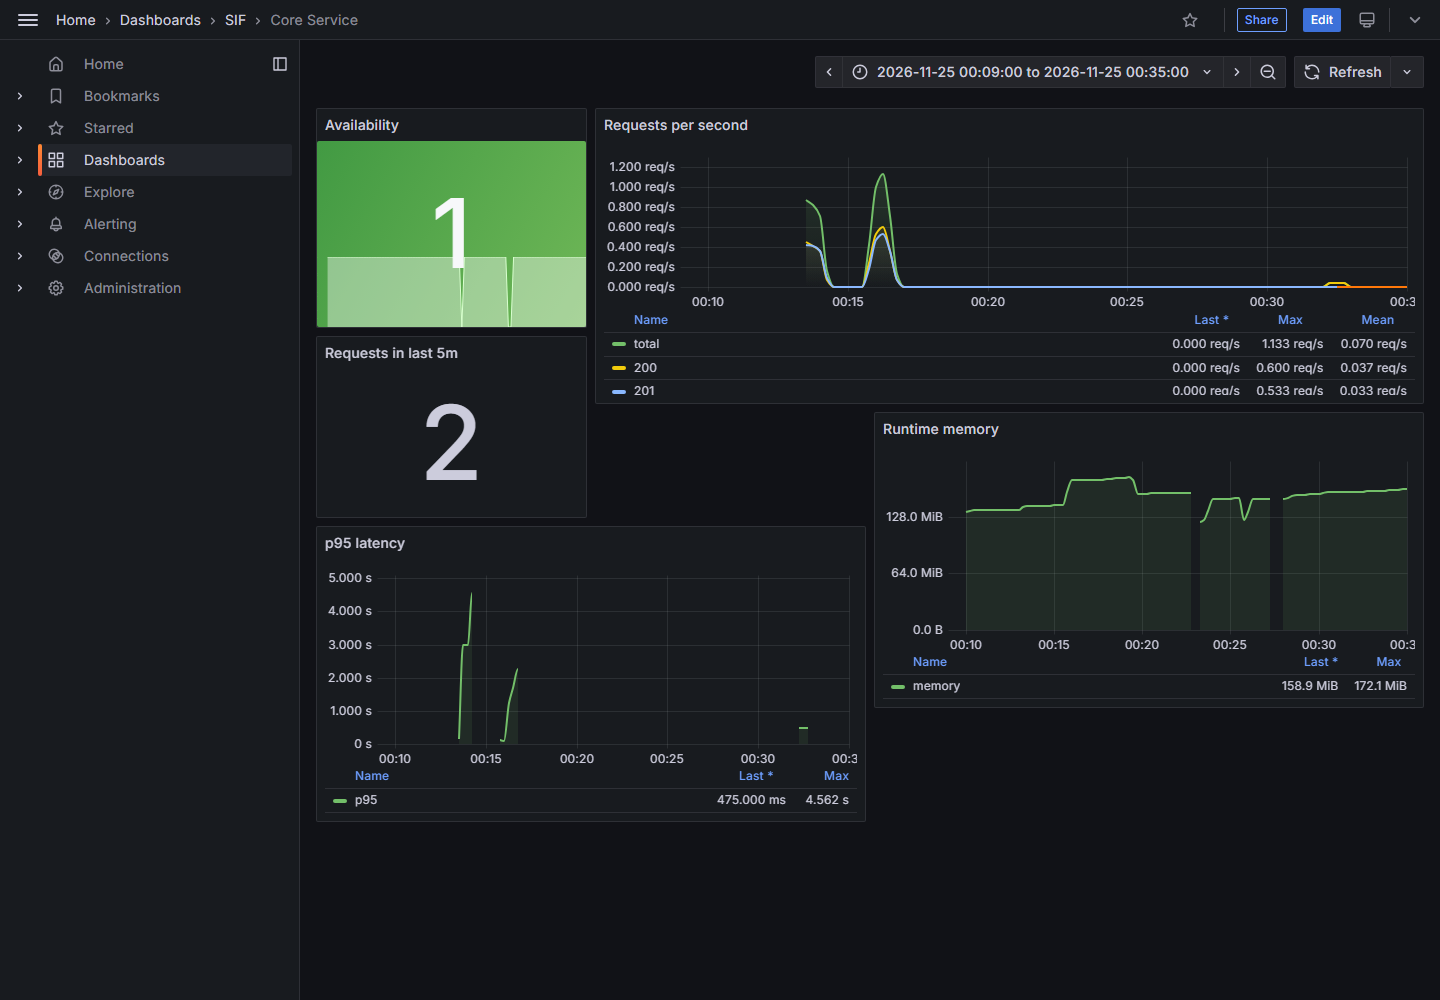 Home › Dashboards › SIF › Core Service
Share
Edit
Home
Bookmarks
Starred
Dashboards
Explore
Alerting
Connections
Administration
2026-11-25 00:09:00 to 2026-11-25 00:35:00
Refresh
Availability
1
Requests in last 5m
2
Requests per second
1.200 req/s
1.000 req/s
0.800 req/s
0.600 req/s
0.400 req/s
0.200 req/s
0.000 req/s
00:10 00:15 00:20 00:25 00:30 00:3
Name Last * Max Mean
total 0.000 req/s 1.133 req/s 0.070 req/s
200 0.000 req/s 0.600 req/s 0.037 req/s
201 0.000 req/s 0.533 req/s 0.033 req/s
Runtime memory
128.0 MiB
64.0 MiB
0.0 B
00:10 00:15 00:20 00:25 00:30 00:3
Name Last * Max
memory 158.9 MiB 172.1 MiB
p95 latency
5.000 s
4.000 s
3.000 s
2.000 s
1.000 s
0 s
00:10 00:15 00:20 00:25 00:30 00:3
Name Last * Max
p95 475.000 ms 4.562 s